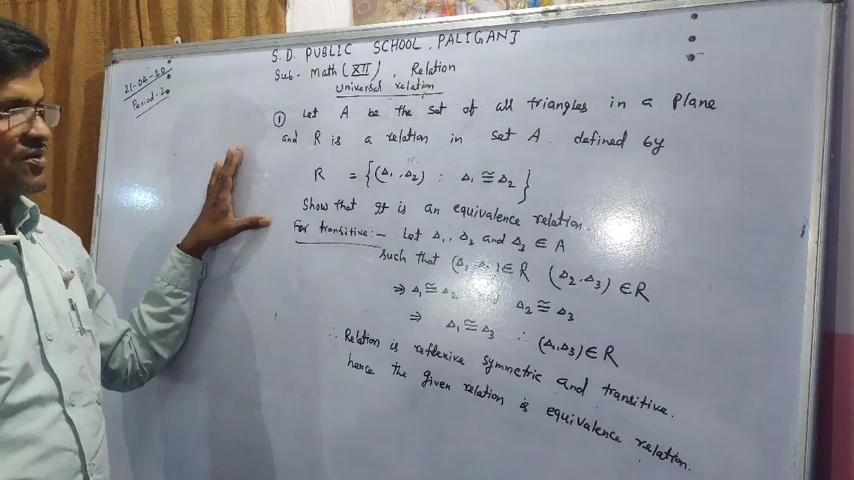 S. D. PUBLIC SCHOOL, PALIGANJ
21-04-20
Period-2
Sub- Math (XII), Relation
Universal relation
① Let A be the set of all triangles in a plane
and R is a relation in set A. defined by
R = {(Δ₁, Δ₂) : Δ₁ ≅ Δ₂}
Show that It is an equivalence relation.
For transitive:- Let Δ₁, Δ₂ and Δ₃ ∈ A
such that (Δ₁, Δ₂) ∈ R (Δ₂, Δ₃) ∈ R
⇒ Δ₁ ≅ Δ₂ Δ₂ ≅ Δ₃
⇒ Δ₁ ≅ Δ₃ ∴ (Δ₁, Δ₃) ∈ R
∴ Relation is reflexive symmetric and transitive.
hence the given relation is equivalence relation.